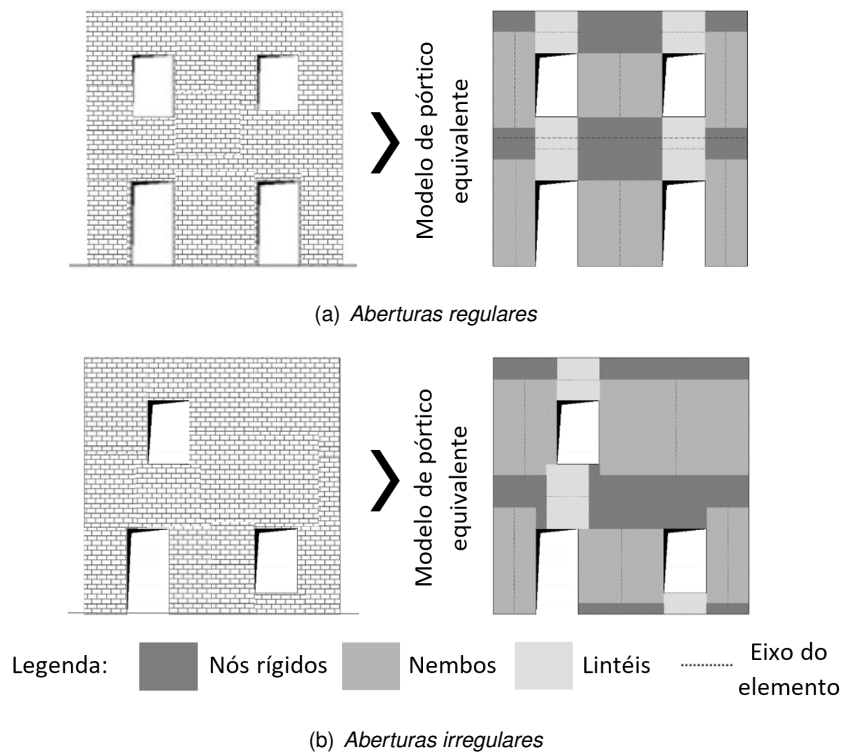 Modelo de pórtico
equivalente
(a) Aberturas regulares
Modelo de pórtico
equivalente
Legenda:
Nós rígidos
Nembos
Lintéis
Eixo do
elemento
(b) Aberturas irregulares